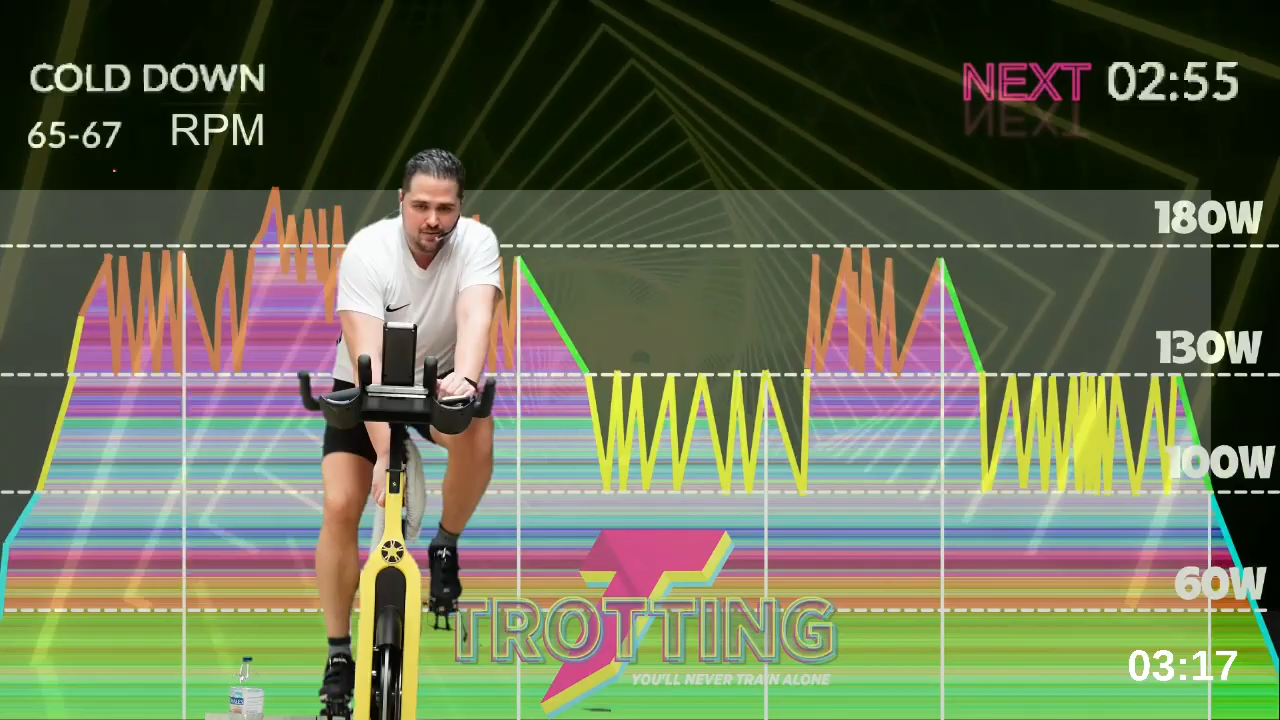 COLD DOWN
NEXT 02:55
65-67 RPM
180W
130W
100W
60W
TROTTING
YOU'LL NEVER TRAIN ALONE
03:17